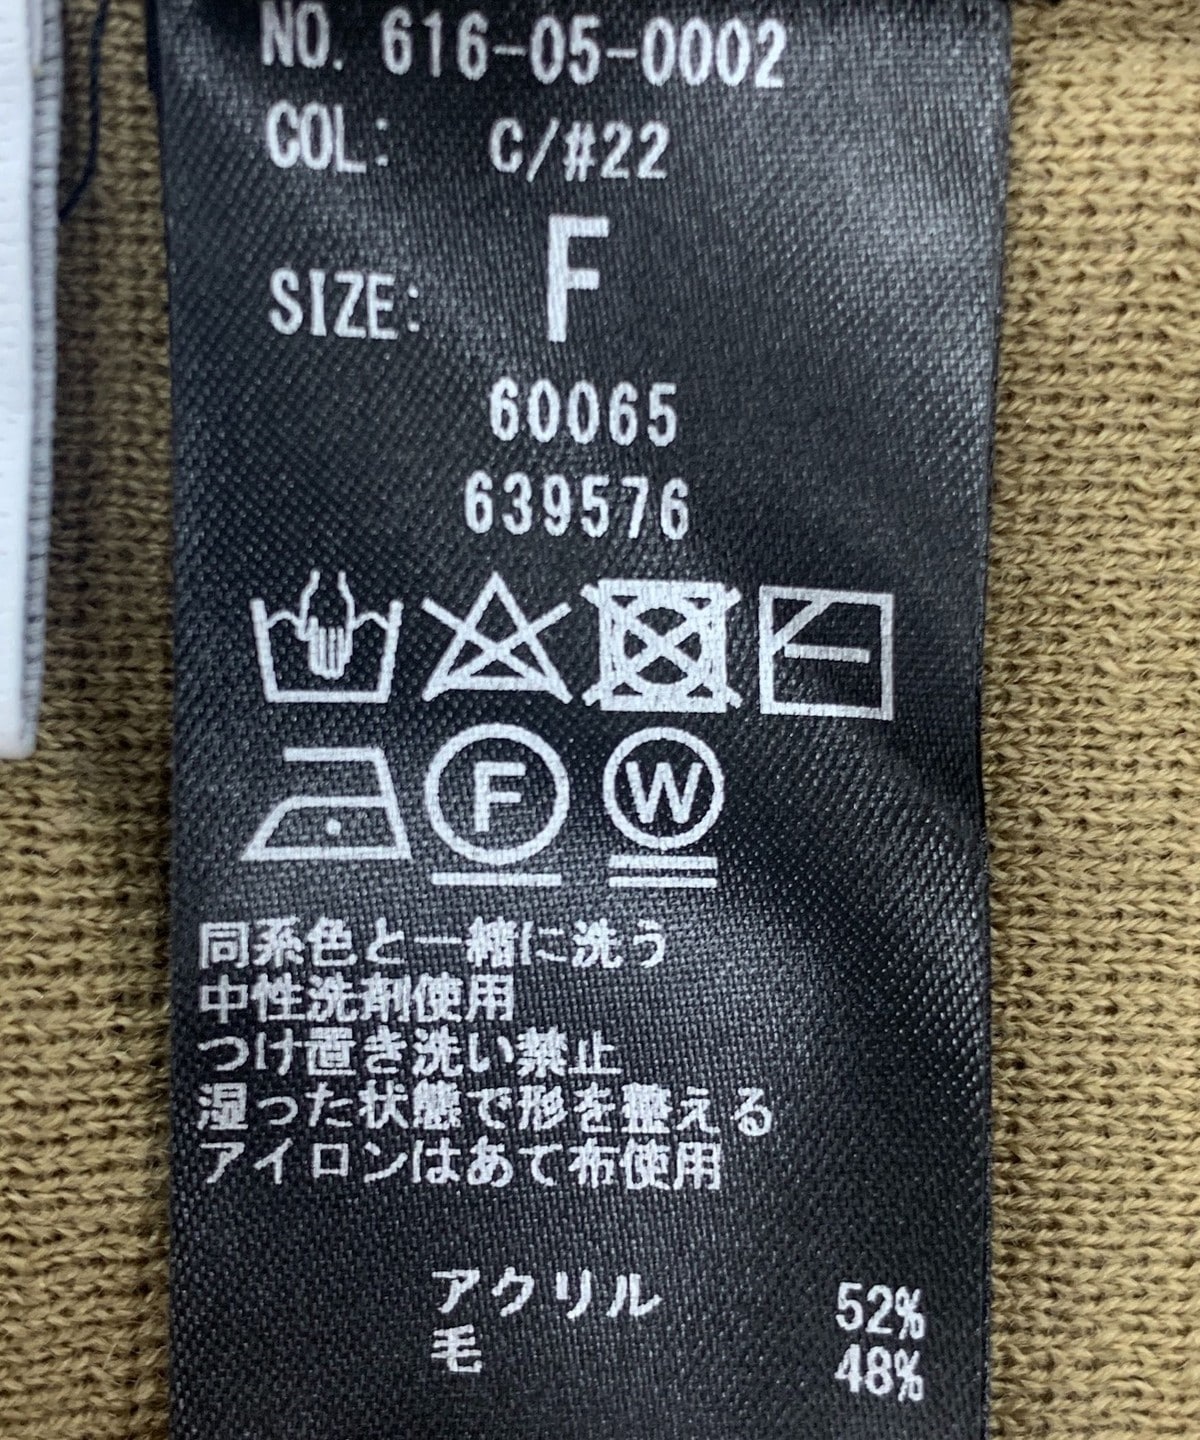 NO. 616-05-0002
COL: C/#22
SIZE: F
60065
639576
F W
同系色と一緒に洗う
中性洗剤使用
つけ置き洗い禁止
湿った状態で形を整える
アイロンはあて布使用
アクリル 52%
毛 48%